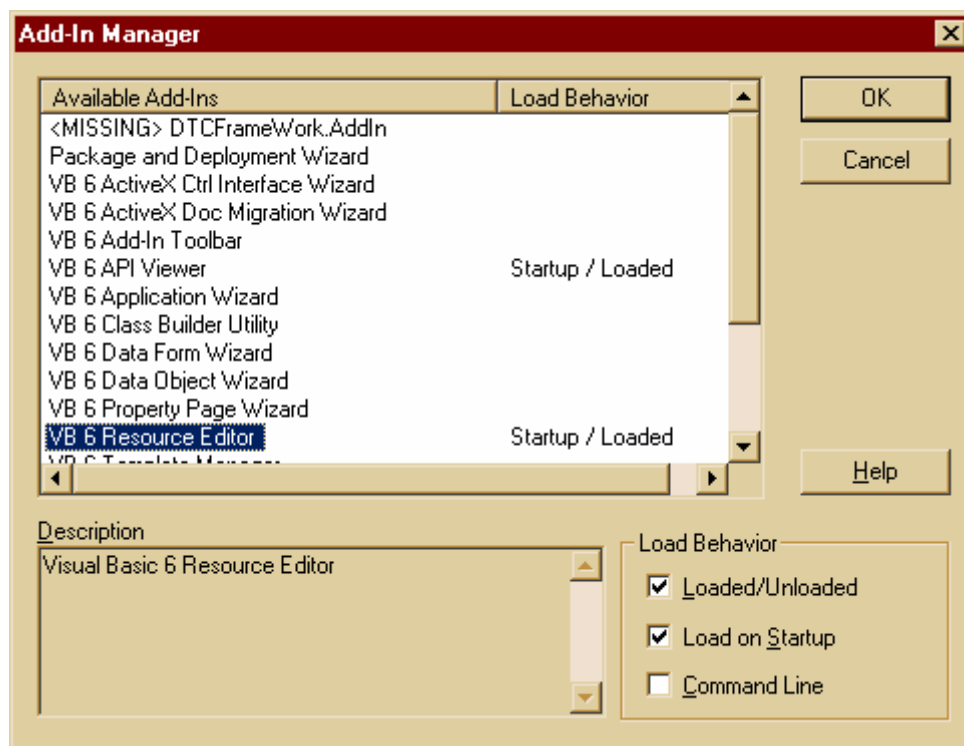 Add-In Manager
Available Add-Ins Load Behavior
<MISSING> DTCFrameWork.AddIn
Package and Deployment Wizard
VB 6 ActiveX Ctrl Interface Wizard
VB 6 ActiveX Doc Migration Wizard
VB 6 Add-In Toolbar
VB 6 API Viewer Startup / Loaded
VB 6 Application Wizard
VB 6 Class Builder Utility
VB 6 Data Form Wizard
VB 6 Data Object Wizard
VB 6 Property Page Wizard
VB 6 Resource Editor Startup / Loaded
VB 6 Template Manager
OK
Cancel
Help
Description
Visual Basic 6 Resource Editor
Load Behavior
Loaded/Unloaded
Load on Startup
Command Line